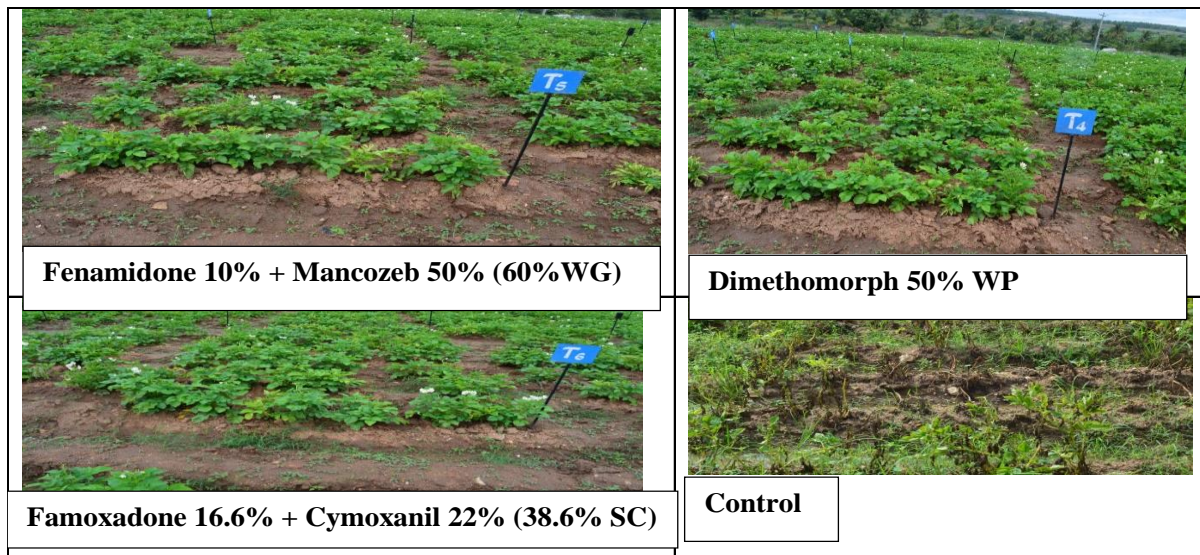 T5
T4
Fenamidone 10% + Mancozeb 50% (60%WG)
Dimethomorph 50% WP
T6
Famoxadone 16.6% + Cymoxanil 22% (38.6% SC)
Control